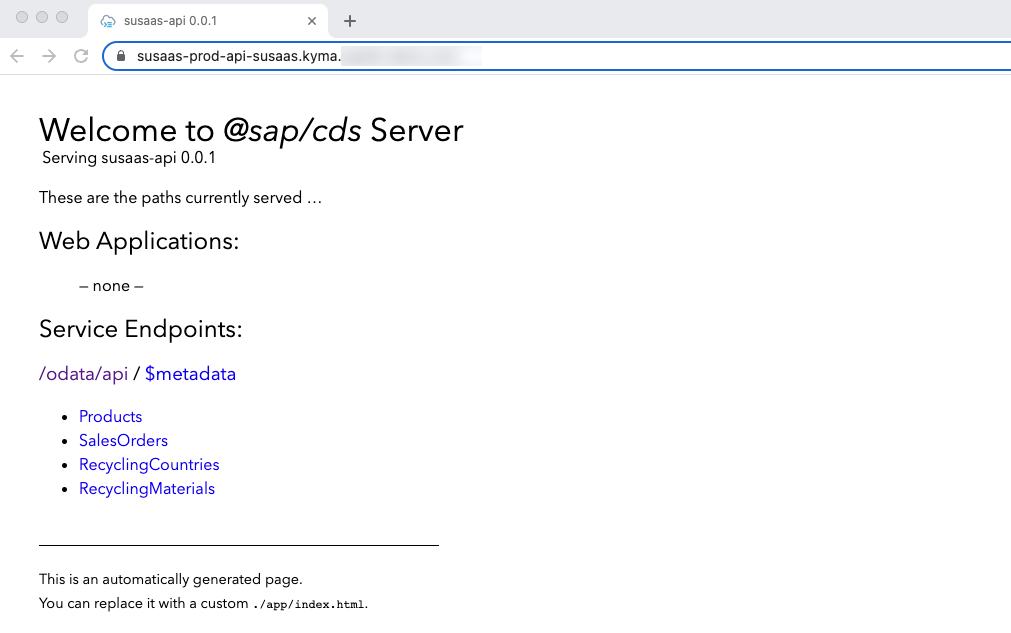 susaas-api 0.0.1
susaas-prod-api-susaas.kyma.
Welcome to @sap/cds Server
Serving susaas-api 0.0.1
These are the paths currently served …
Web Applications:
– none –
Service Endpoints:
/odata/api / $metadata
• Products
• SalesOrders
• RecyclingCountries
• RecyclingMaterials
This is an automatically generated page.
You can replace it with a custom ./app/index.html.